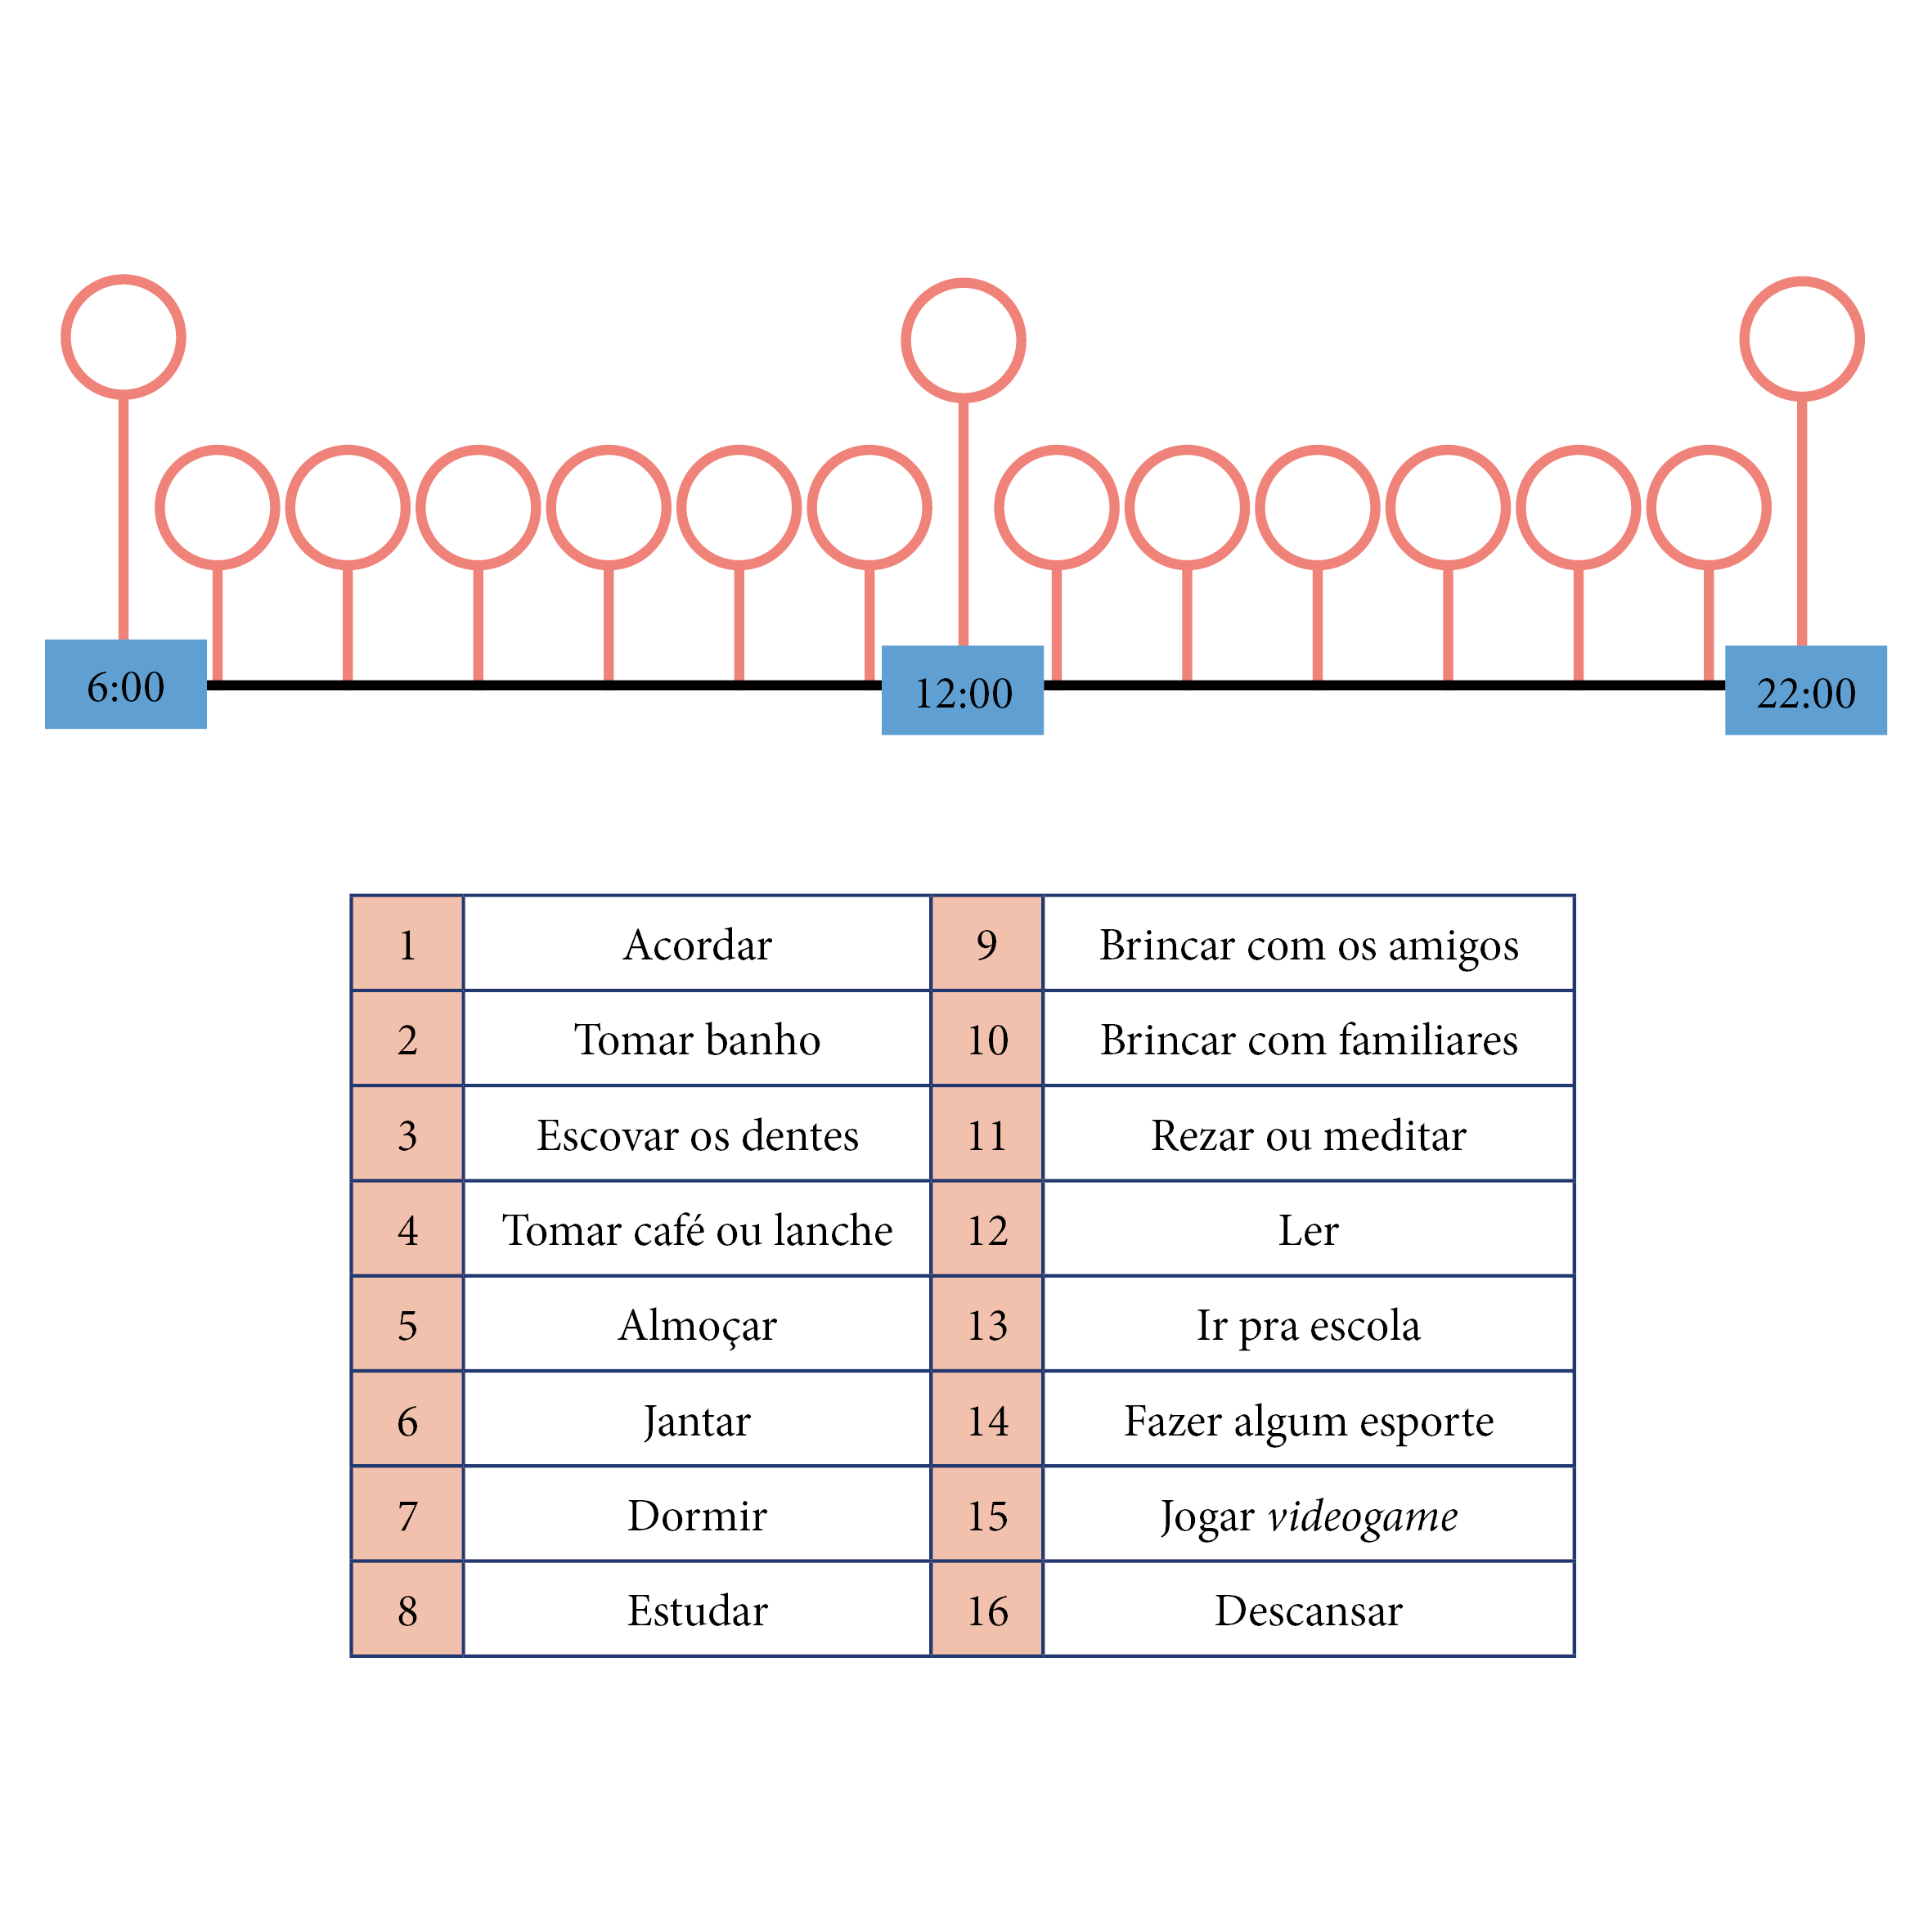 6:00
12:00
22:00
1 Acordar 9 Brincar com os amigos
2 Tomar banho 10 Brincar com familiares
3 Escovar os dentes 11 Rezar ou meditar
4 Tomar café ou lanche 12 Ler
5 Almoçar 13 Ir pra escola
6 Jantar 14 Fazer algum esporte
7 Dormir 15 Jogar videogame
8 Estudar 16 Descansar